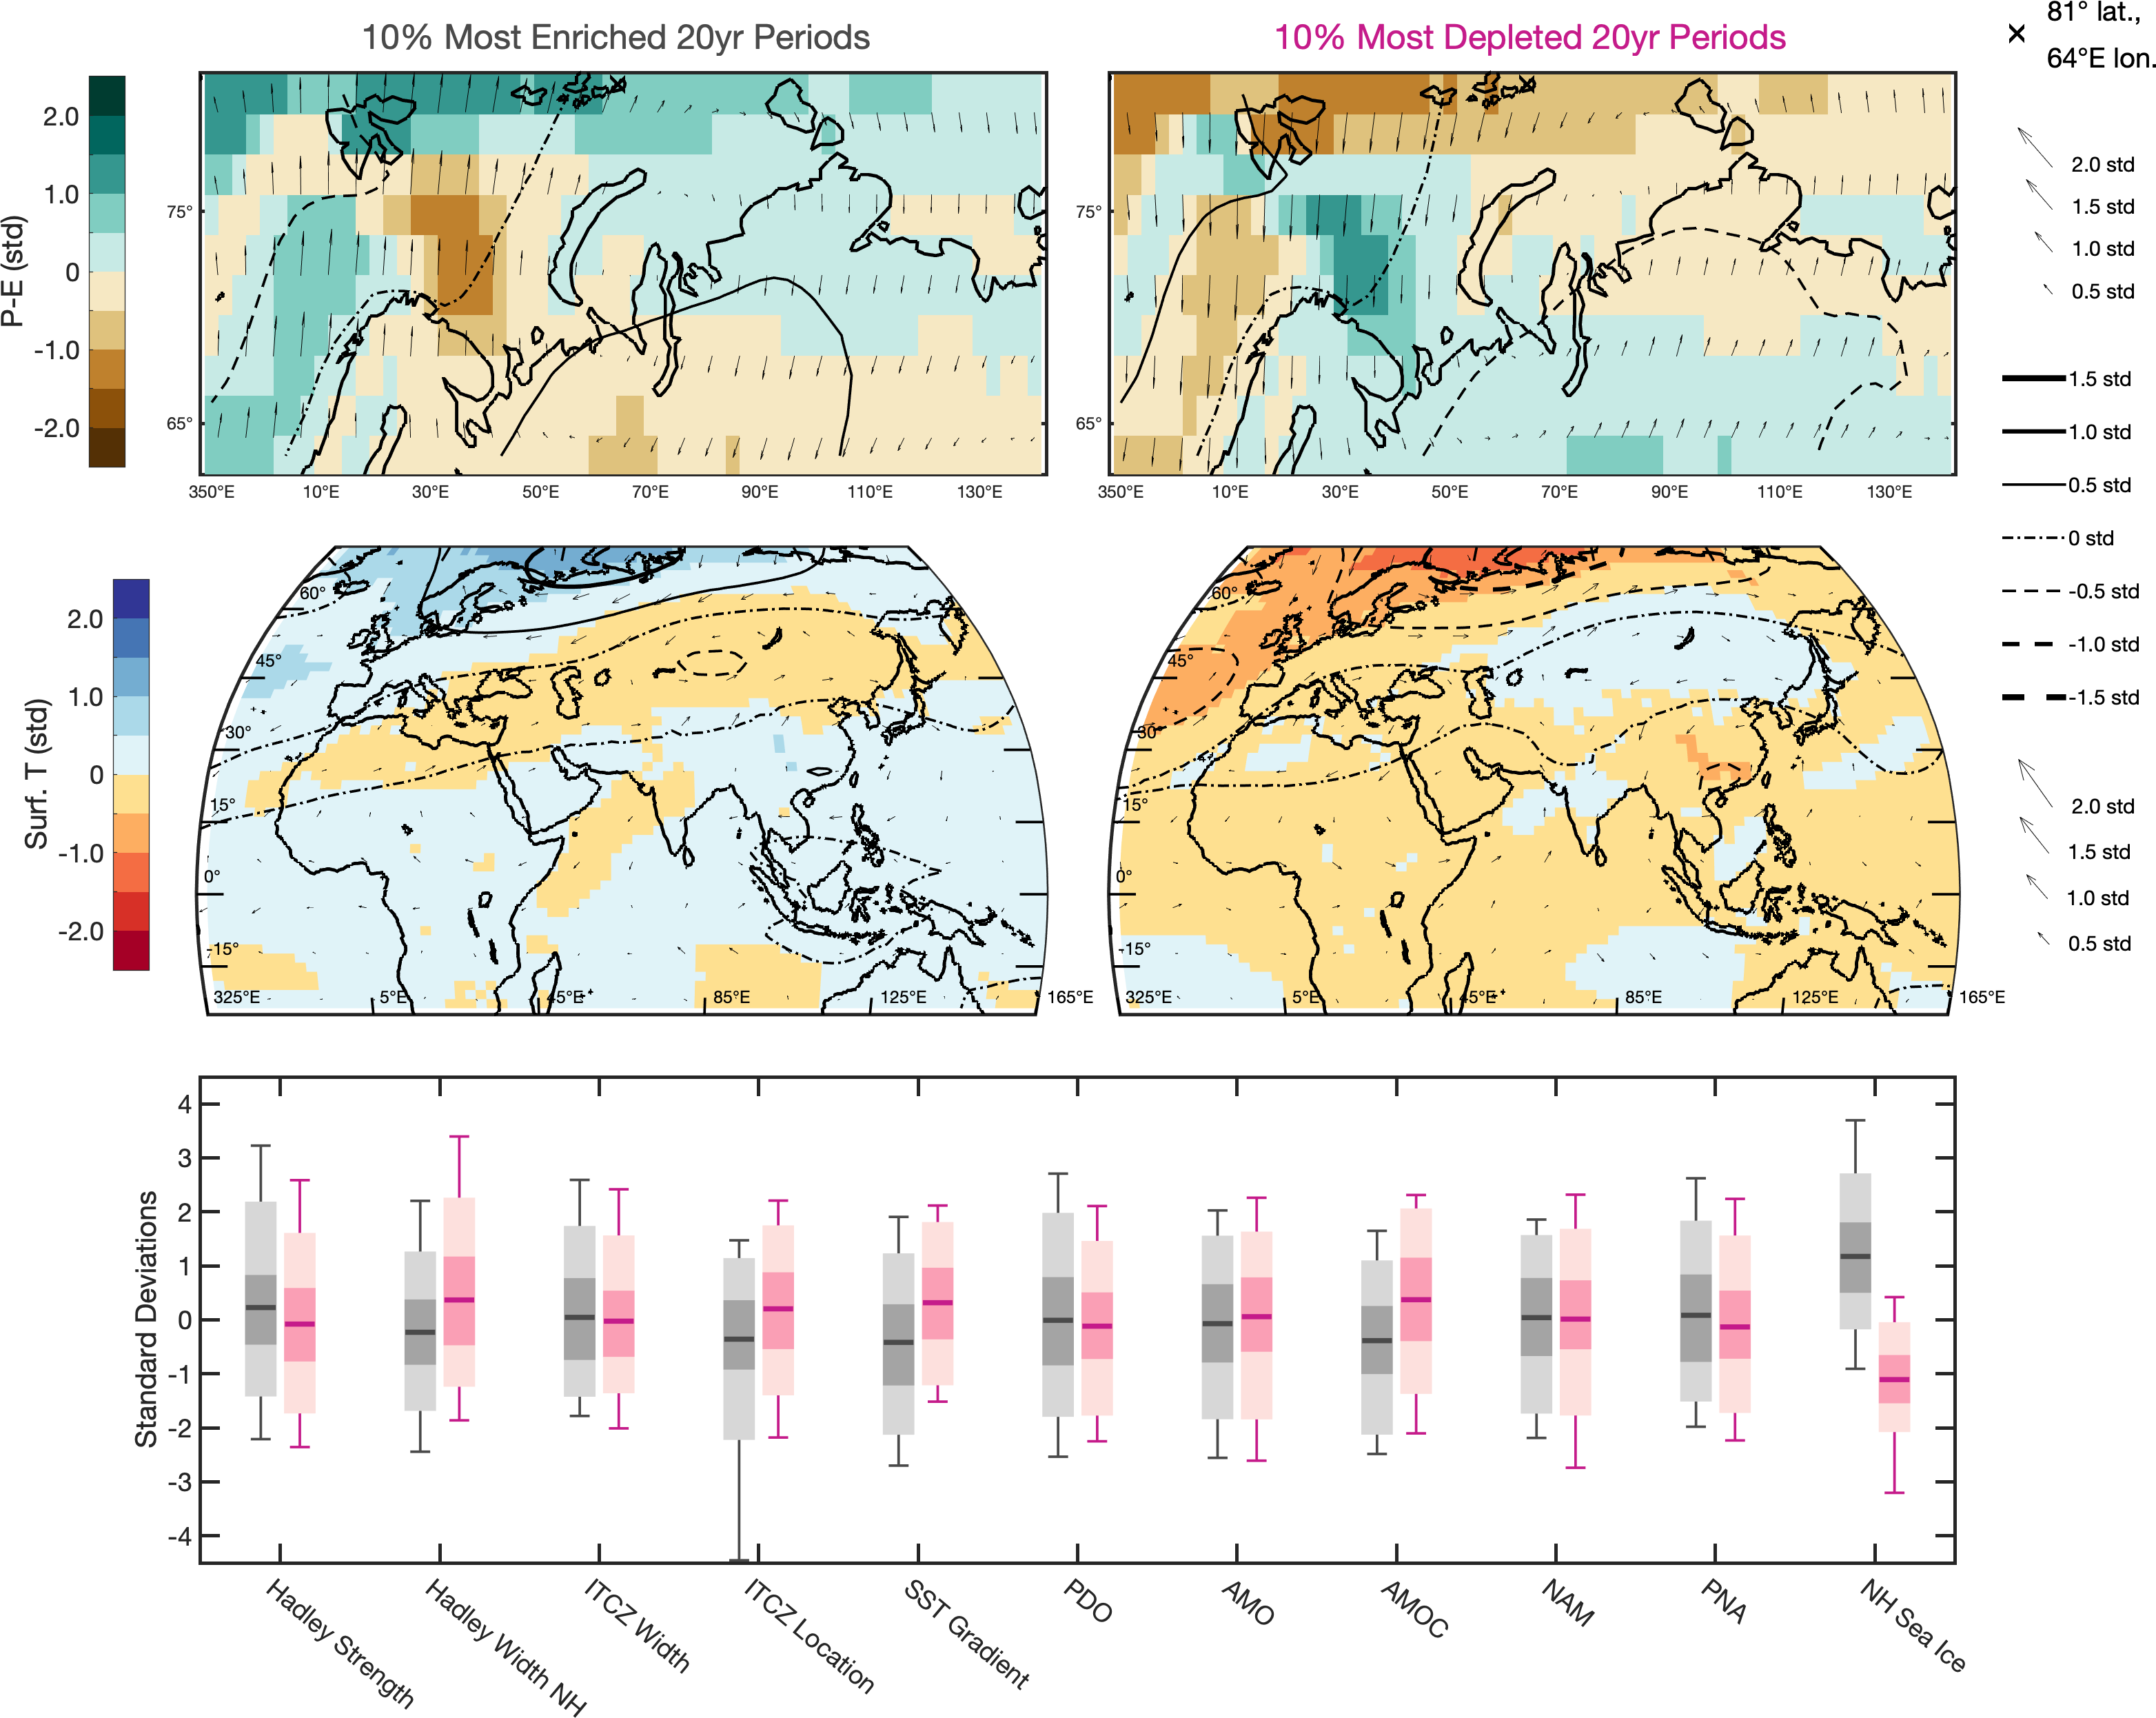 10% Most Enriched 20yr Periods
10% Most Depleted 20yr Periods
81° lat.,
64°E lon.
P-E (std)
2.0
1.0
0
-1.0
-2.0
75°
65°
350°E 10°E 30°E 50°E 70°E 90°E 110°E 130°E
75°
65°
350°E 10°E 30°E 50°E 70°E 90°E 110°E 130°E
2.0 std
1.5 std
1.0 std
0.5 std
1.5 std
1.0 std
0.5 std
0 std
-0.5 std
-1.0 std
-1.5 std
Surf. T (std)
2.0
1.0
0
-1.0
-2.0
60°
45°
30°
15°
0°
-15°
325°E 5°E 45°E 85°E 125°E 165°E
60°
45°
30°
15°
0°
-15°
325°E 5°E 45°E 85°E 125°E 165°E
2.0 std
1.5 std
1.0 std
0.5 std
Standard Deviations
4
3
2
1
0
-1
-2
-3
-4
Hadley Strength
Hadley Width NH
ITCZ Width
ITCZ Location
SST Gradient
PDO
AMO
AMOC
NAM
PNA
NH Sea Ice